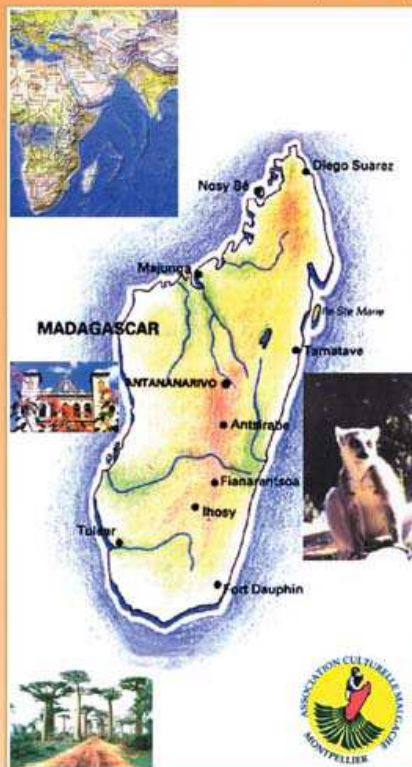 Diego Suarez
Nosy Bé
Majunga
Ile Ste Marie
MADAGASCAR
Tamatave
ANTANANARIVO
Antsirabe
Fianarantsoa
Ihosy
Tuléar
Fort Dauphin
ASSOCIATION CULTURELLE MALGACHE
MONTPELLIER